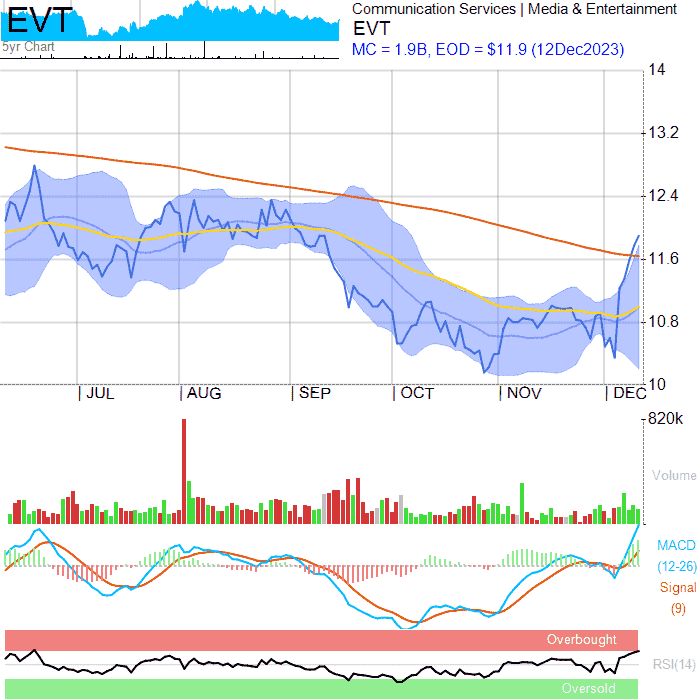 EVT
5yr Chart
Communication Services | Media & Entertainment
EVT
MC = 1.9B, EOD = $11.9 (12Dec2023)
14
13.2
12.4
11.6
10.8
10
JUL
AUG
SEP
OCT
NOV
DEC
820k
Volume
MACD
(12-26)
Signal
(9)
Overbought
RSI(14)
Oversold